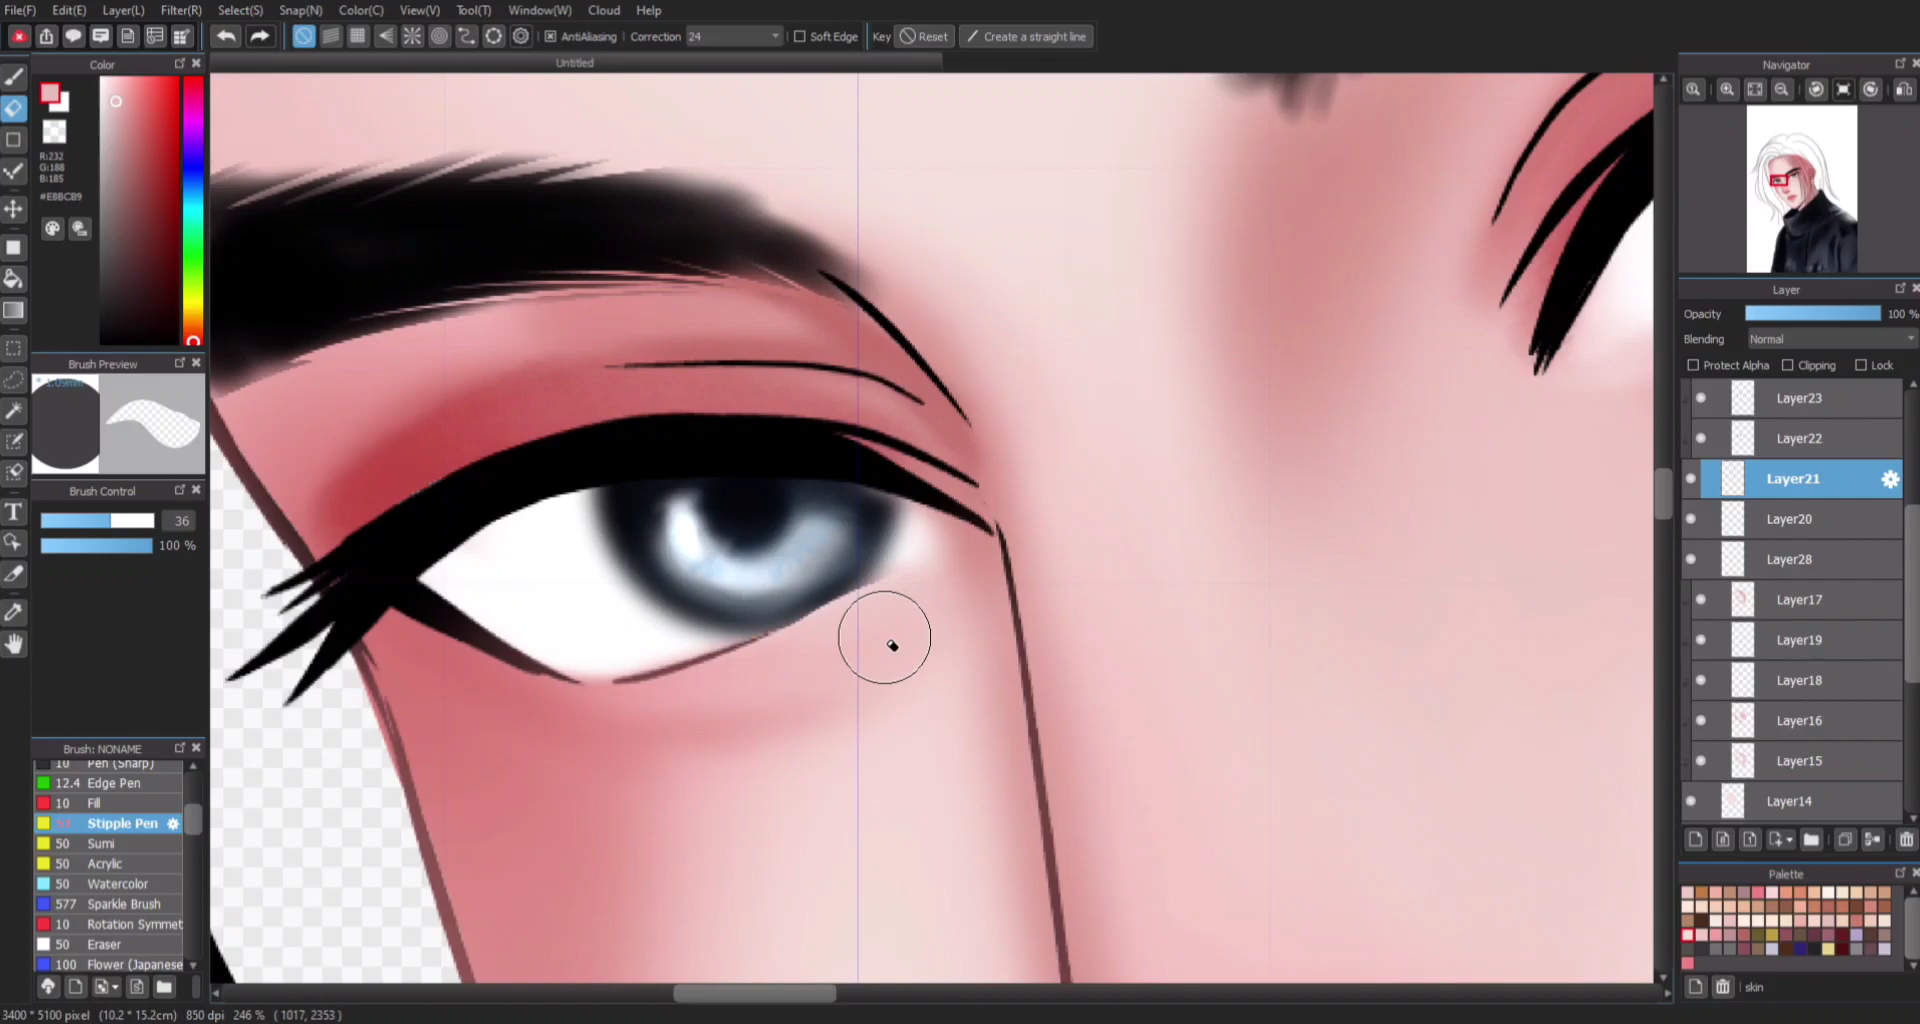 File(F) Edit(E) Layer(L) Filter(R) Select(S) Snap(N) Color(C) View(V) Tool(T) Window(W) Cloud Help
AntiAliasing Correction 24 Soft Edge Key Reset Create a straight line
Untitled
Color
R:232
G:188
B:185
#E8BCB9
Brush Preview
1.09mm
Brush Control
36
100 %
Brush: NONAME
10 Pen (Sharp)
12.4 Edge Pen
10 Fill
Stipple Pen
50 Sumi
50 Acrylic
50 Watercolor
577 Sparkle Brush
10 Rotation Symmet
50 Eraser
100 Flower (Japanese
3400 * 5100 pixel (10.2 * 15.2cm) 850 dpi 246 % ( 1017, 2353 )
Navigator
Layer
Opacity 100 %
Blending Normal
Protect Alpha Clipping Lock
Layer23
Layer22
Layer21
Layer20
Layer28
Layer17
Layer19
Layer18
Layer16
Layer15
Layer14
Palette
skin